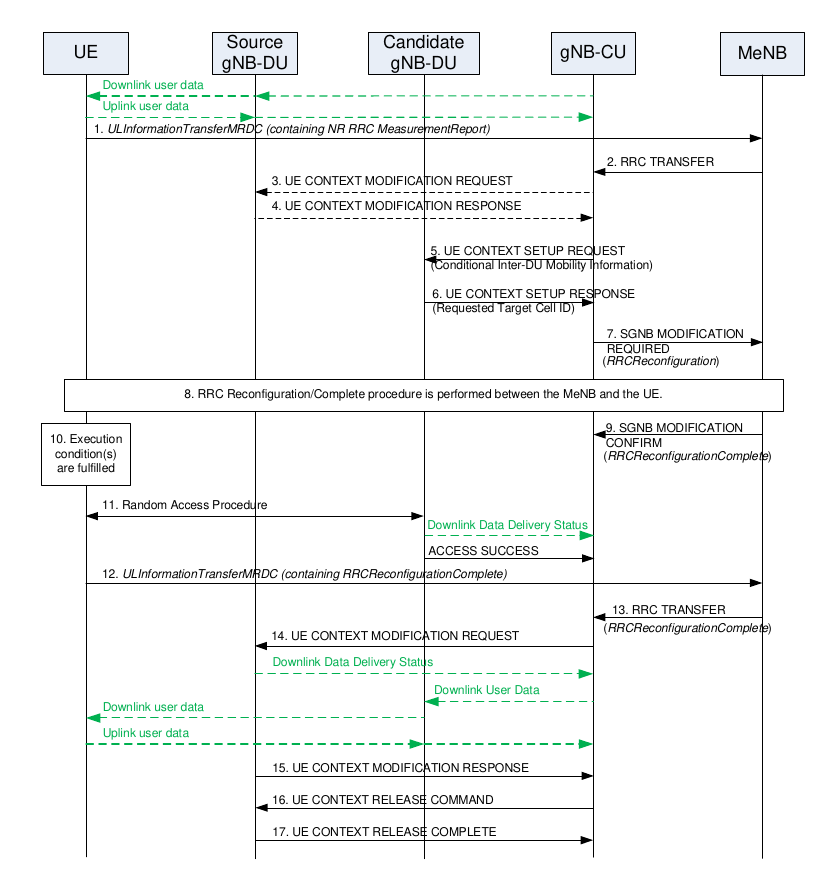 UE
Source
gNB-DU
Candidate
gNB-DU
gNB-CU
MeNB
Downlink user data
Uplink user data
1. ULInformationTransferMRDC (containing NR RRC MeasurementReport)
2. RRC TRANSFER
3. UE CONTEXT MODIFICATION REQUEST
4. UE CONTEXT MODIFICATION RESPONSE
5. UE CONTEXT SETUP REQUEST
(Conditional Inter-DU Mobility Information)
6. UE CONTEXT SETUP RESPONSE
(Requested Target Cell ID)
7. SGNB MODIFICATION
REQUIRED
(RRCReconfiguration)
8. RRC Reconfiguration/Complete procedure is performed between the MeNB and the UE.
9. SGNB MODIFICATION
CONFIRM
(RRCReconfigurationComplete)
10. Execution
condition(s)
are fulfilled
11. Random Access Procedure
Downlink Data Delivery Status
ACCESS SUCCESS
12. ULInformationTransferMRDC (containing RRCReconfigurationComplete)
13. RRC TRANSFER
(RRCReconfigurationComplete)
14. UE CONTEXT MODIFICATION REQUEST
Downlink Data Delivery Status
Downlink User Data
Downlink user data
Uplink user data
15. UE CONTEXT MODIFICATION RESPONSE
16. UE CONTEXT RELEASE COMMAND
17. UE CONTEXT RELEASE COMPLETE